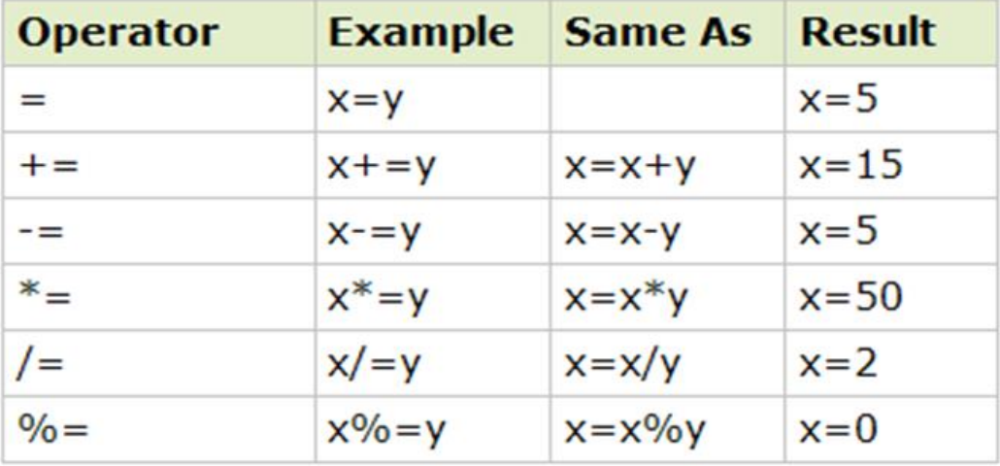 Operator Example Same As Result
= x=y x=5
+= x+=y x=x+y x=15
-= x-=y x=x-y x=5
*= x*=y x=x*y x=50
/= x/=y x=x/y x=2
%= x%=y x=x%y x=0